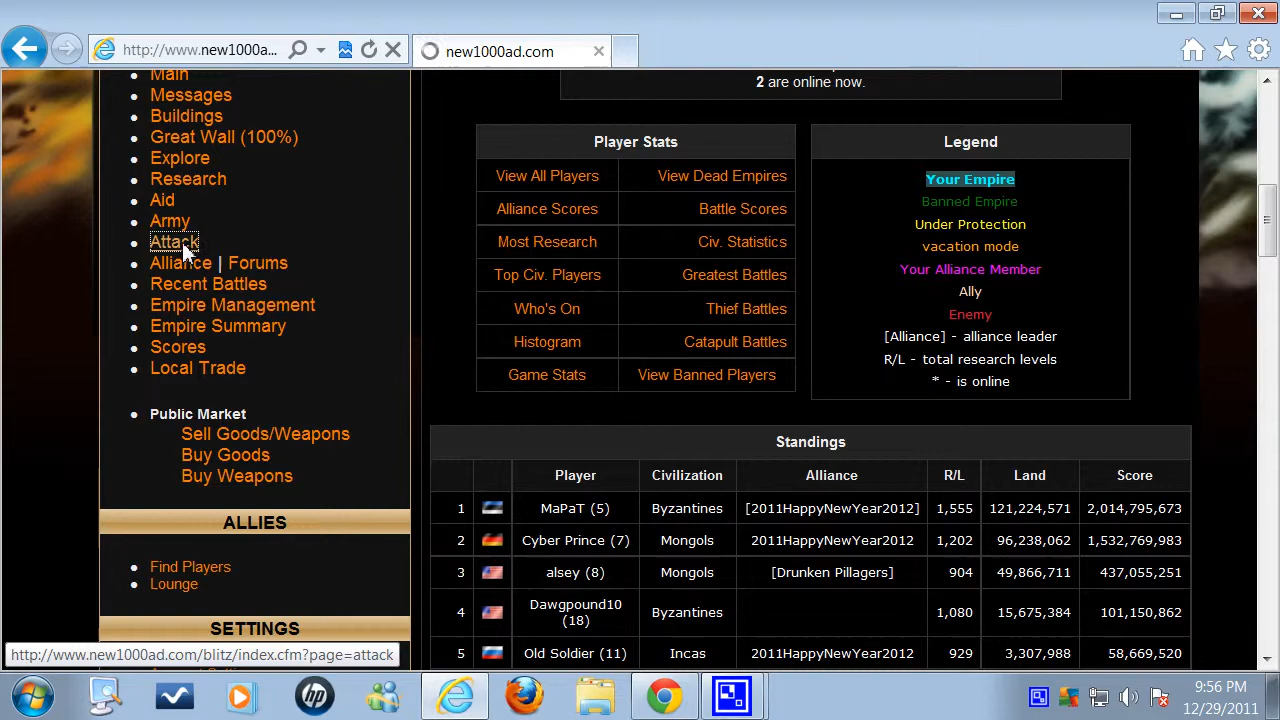 http://www.new1000a...
new1000ad.com
Main
Messages
Buildings
Great Wall (100%)
Explore
Research
Aid
Army
Attack
Alliance | Forums
Recent Battles
Empire Management
Empire Summary
Scores
Local Trade
Public Market
Sell Goods/Weapons
Buy Goods
Buy Weapons
ALLIES
Find Players
Lounge
SETTINGS
http://www.new1000ad.com/blitz/index.cfm?page=attack
2 are online now.
Player Stats
View All Players View Dead Empires
Alliance Scores Battle Scores
Most Research Civ. Statistics
Top Civ. Players Greatest Battles
Who's On Thief Battles
Histogram Catapult Battles
Game Stats View Banned Players
Legend
Your Empire
Banned Empire
Under Protection
vacation mode
Your Alliance Member
Ally
Enemy
[Alliance] - alliance leader
R/L - total research levels
* - is online
Standings
Player Civilization Alliance R/L Land Score
1 MaPaT (5) Byzantines [2011HappyNewYear2012] 1,555 121,224,571 2,014,795,673
2 Cyber Prince (7) Mongols 2011HappyNewYear2012 1,202 96,238,062 1,532,769,983
3 alsey (8) Mongols [Drunken Pillagers] 904 49,866,711 437,055,251
4 Dawgpound10 (18) Byzantines 1,080 15,675,384 101,150,862
5 Old Soldier (11) Incas 2011HappyNewYear2012 929 3,307,988 58,669,520
hp
9:56 PM
12/29/2011